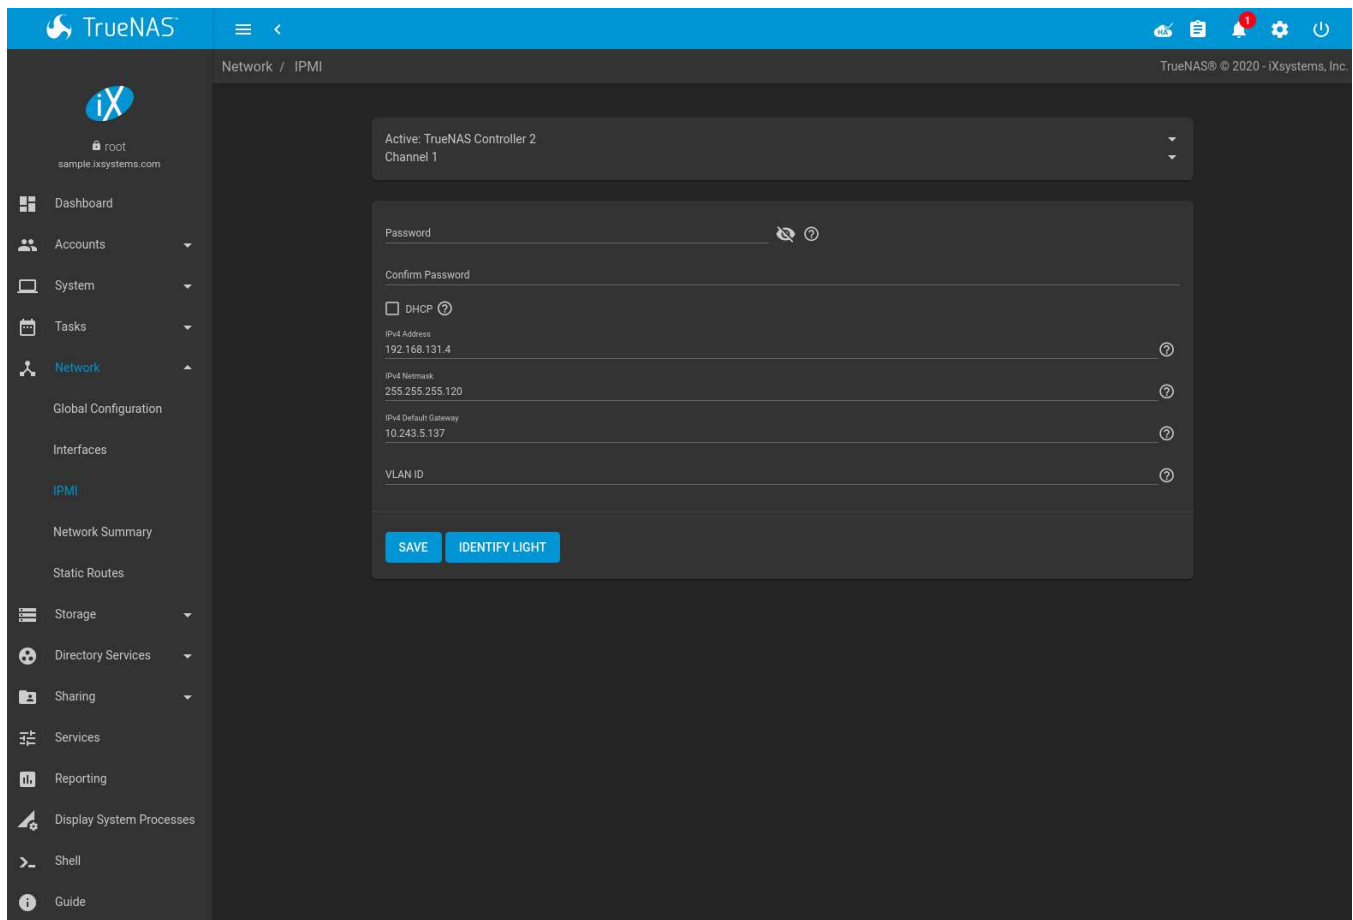 TrueNAS
HA
1
Network / IPMI
TrueNAS® © 2020 - iXsystems, Inc.
iX
root
sample.ixsystems.com
Dashboard
Accounts
System
Tasks
Network
Global Configuration
Interfaces
IPMI
Network Summary
Static Routes
Storage
Directory Services
Sharing
Services
Reporting
Display System Processes
Shell
Guide
Active: TrueNAS Controller 2
Channel 1
Password
Confirm Password
DHCP
IPv4 Address
192.168.131.4
IPv4 Netmask
255.255.255.120
IPv4 Default Gateway
10.243.5.137
VLAN ID
SAVE IDENTIFY LIGHT